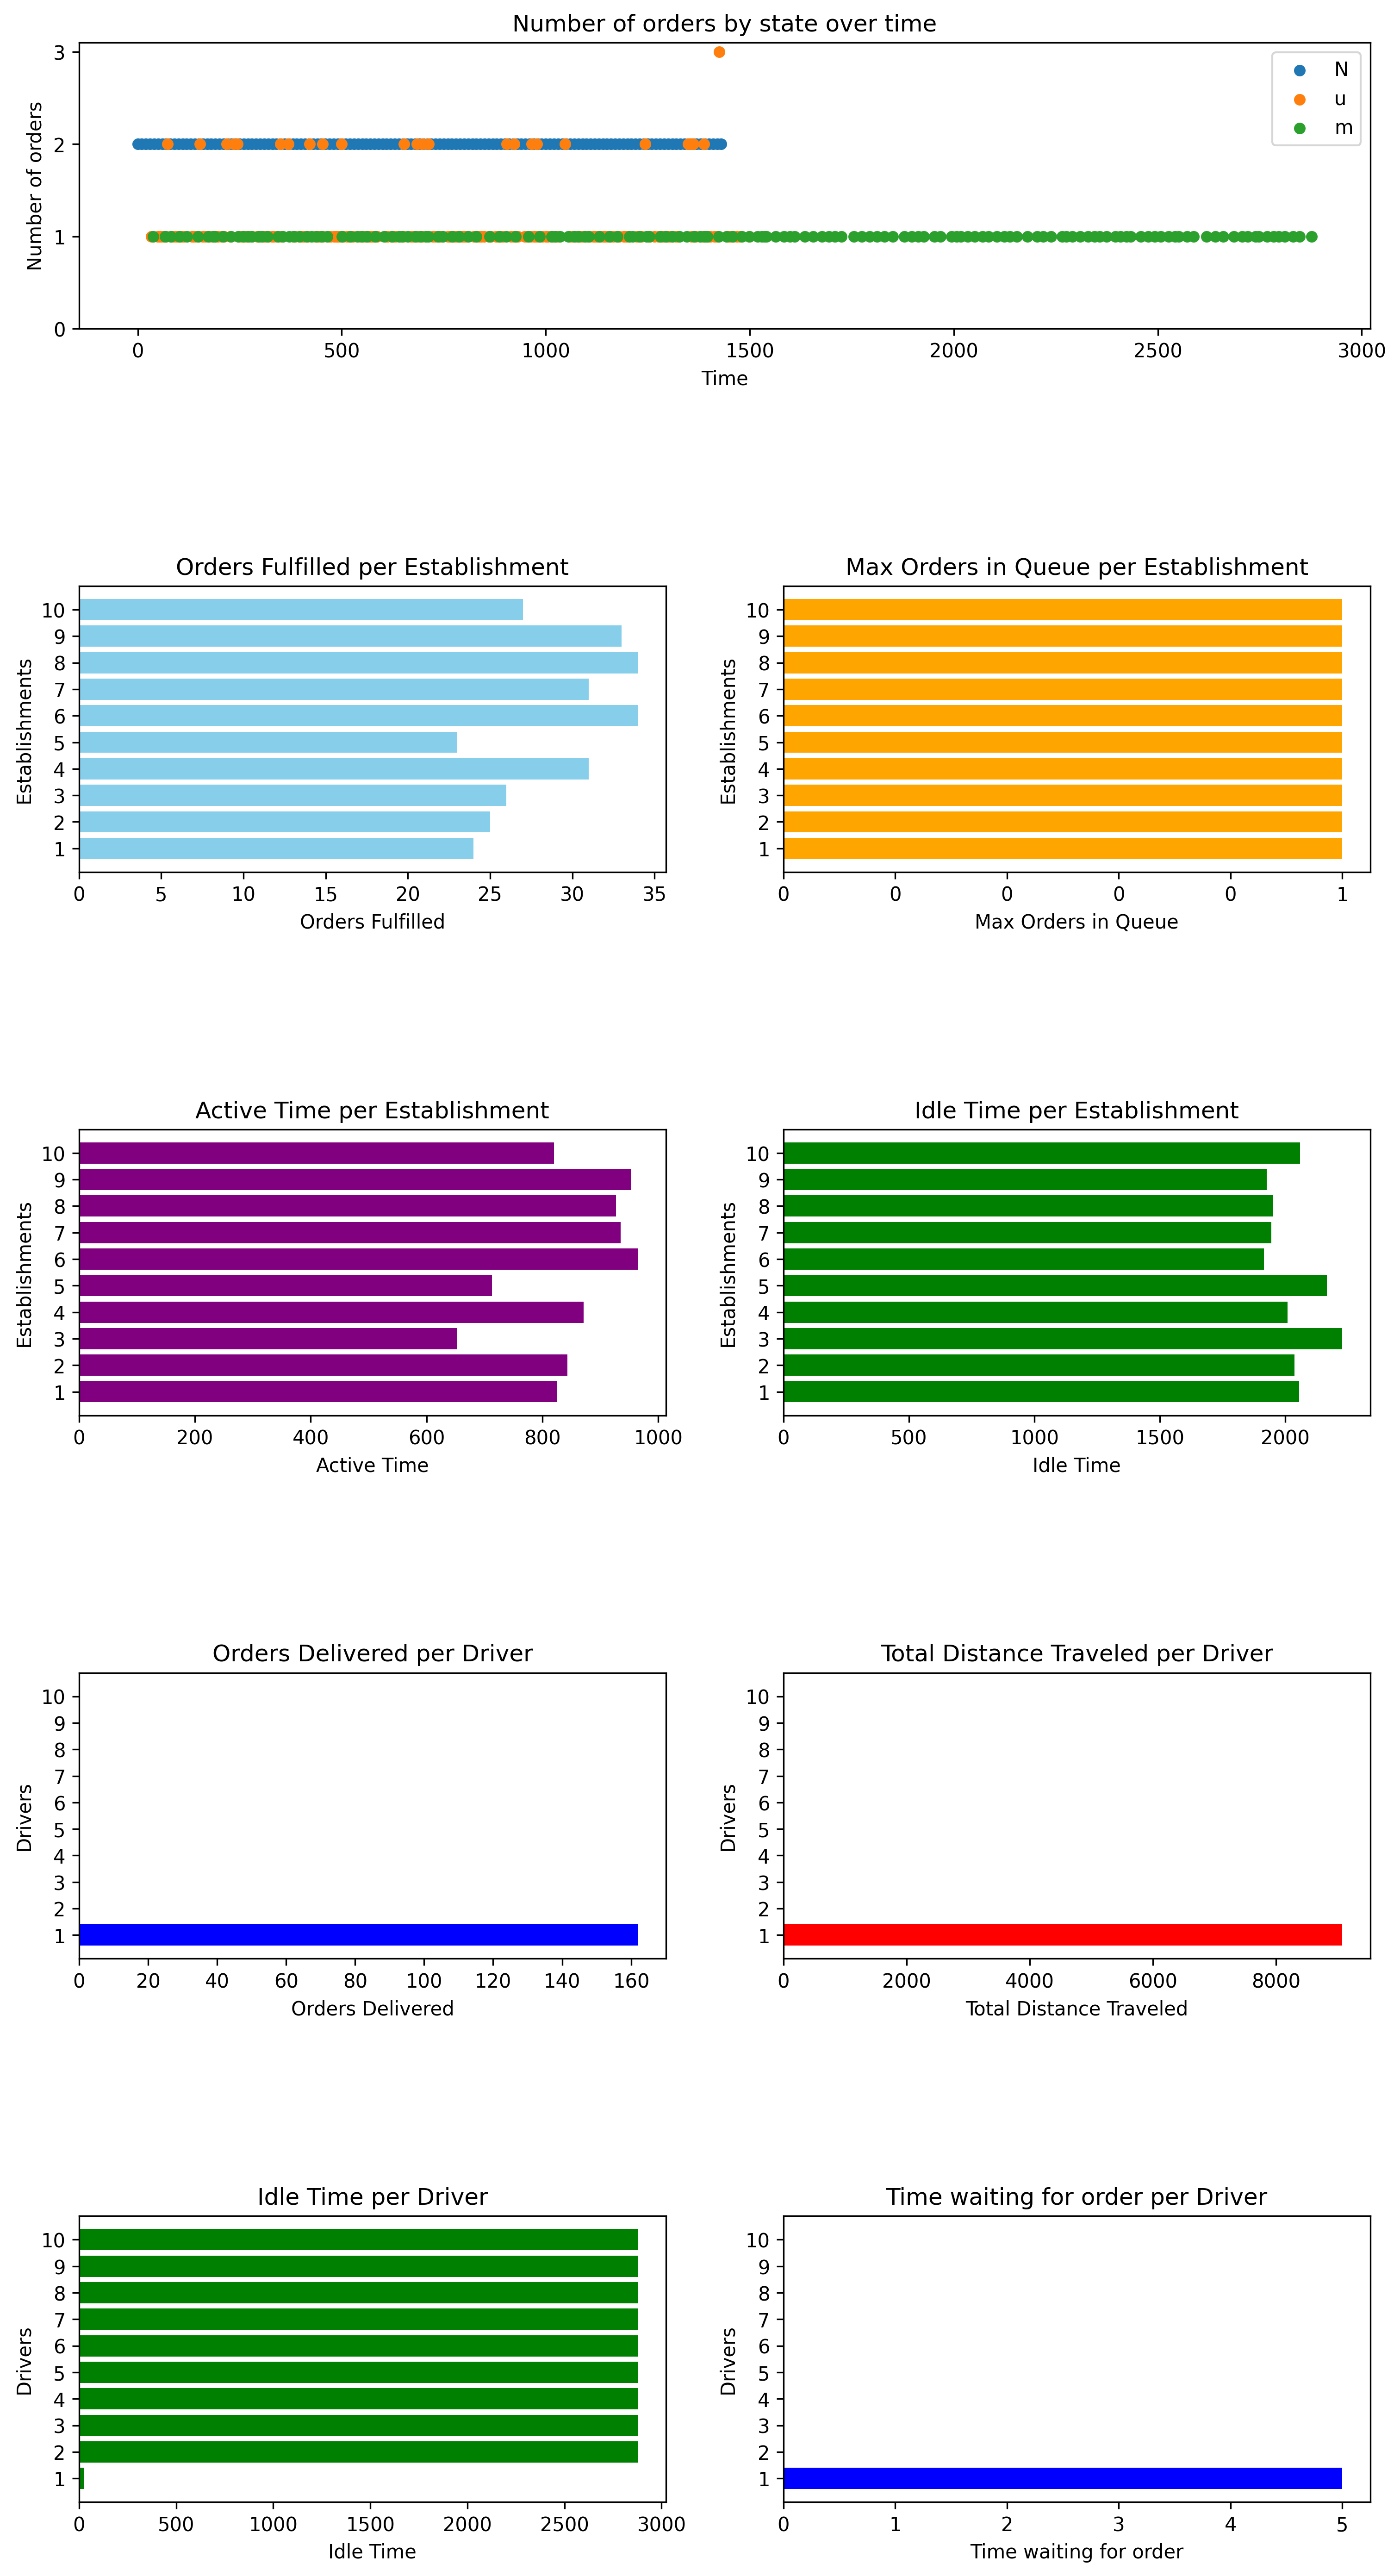 Number of orders by state over time
Number of orders
3
2
1
0
N
u
m
0 500 1000 1500 2000 2500 3000
Time
Orders Fulfilled per Establishment
Establishments
10
9
8
7
6
5
4
3
2
1
0 5 10 15 20 25 30 35
Orders Fulfilled
Max Orders in Queue per Establishment
Establishments
10
9
8
7
6
5
4
3
2
1
0 0 0 0 0 1
Max Orders in Queue
Active Time per Establishment
Establishments
10
9
8
7
6
5
4
3
2
1
0 200 400 600 800 1000
Active Time
Idle Time per Establishment
Establishments
10
9
8
7
6
5
4
3
2
1
0 500 1000 1500 2000
Idle Time
Orders Delivered per Driver
Drivers
10
9
8
7
6
5
4
3
2
1
0 20 40 60 80 100 120 140 160
Orders Delivered
Total Distance Traveled per Driver
Drivers
10
9
8
7
6
5
4
3
2
1
0 2000 4000 6000 8000
Total Distance Traveled
Idle Time per Driver
Drivers
10
9
8
7
6
5
4
3
2
1
0 500 1000 1500 2000 2500 3000
Idle Time
Time waiting for order per Driver
Drivers
10
9
8
7
6
5
4
3
2
1
0 1 2 3 4 5
Time waiting for order